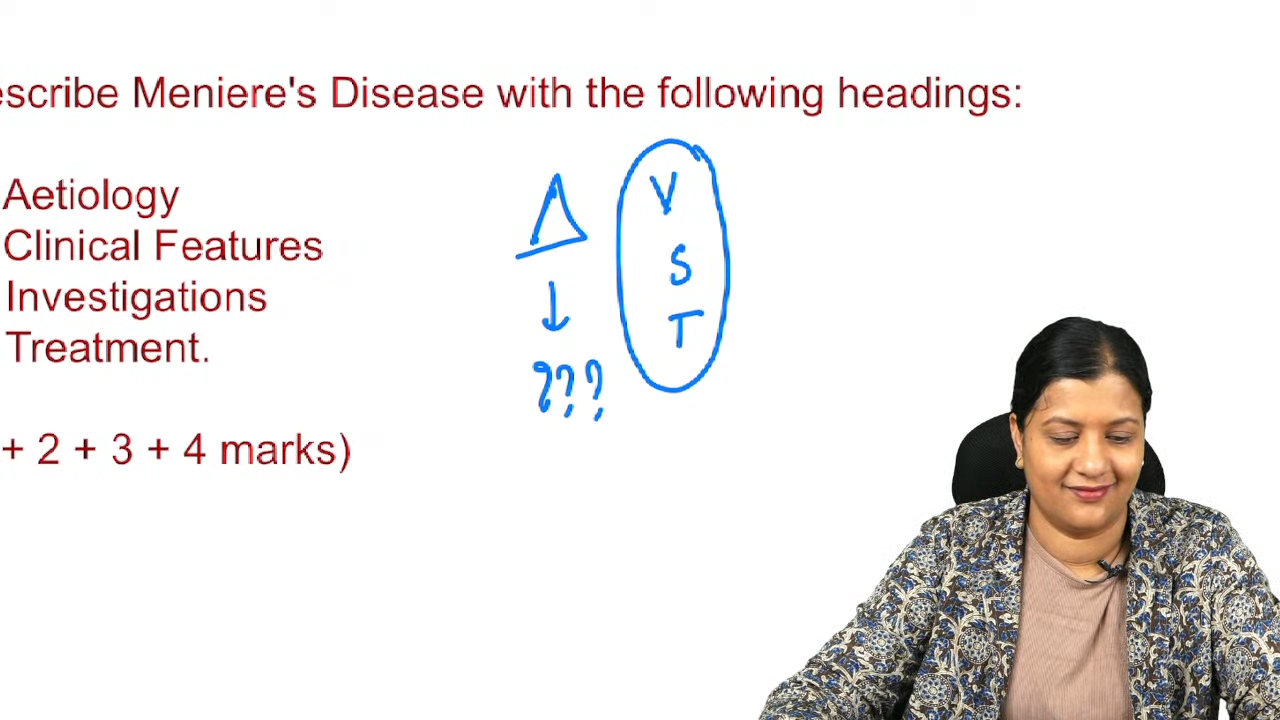 escribe Meniere's Disease with the following headings:
Aetiology
Clinical Features
Investigations
Treatment.
+ 2 + 3 + 4 marks)
Δ
↓
???
V
S
T